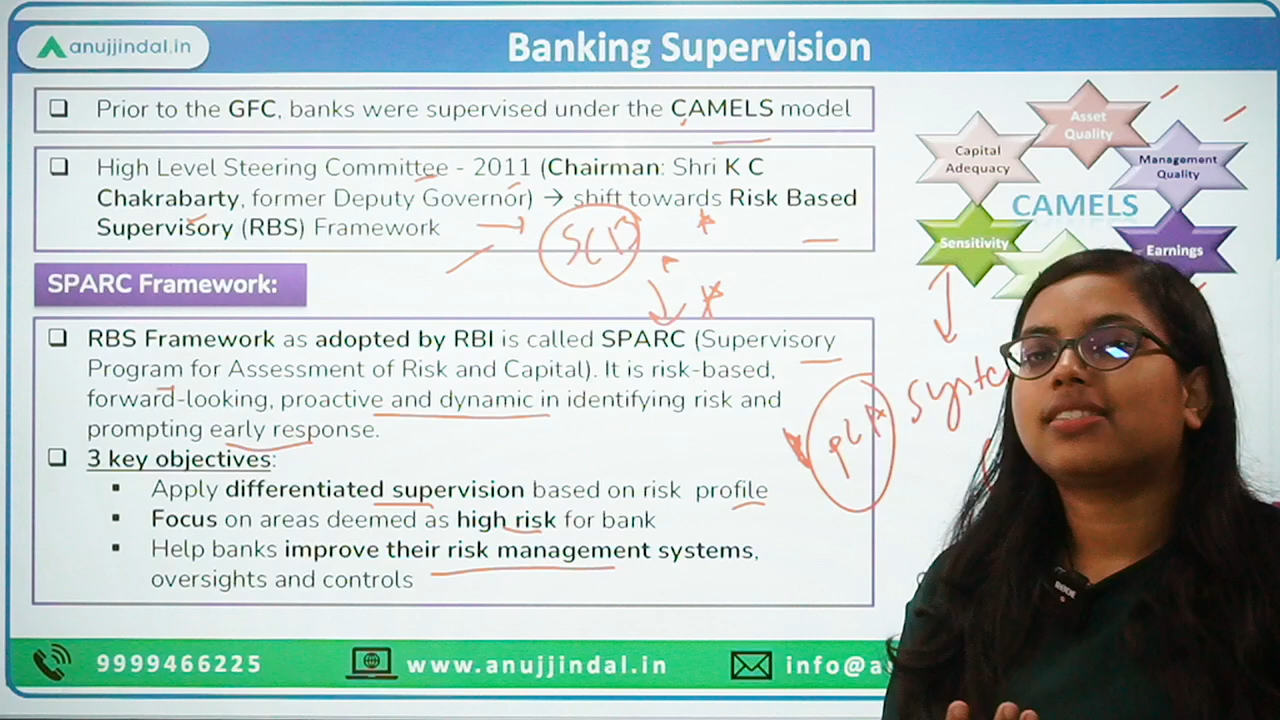 anujjindal.in
Banking Supervision
❑ Prior to the GFC, banks were supervised under the CAMELS model
❑ High Level Steering Committee - 2011 (Chairman: Shri K C
Chakrabarty, former Deputy Governor) → shift towards Risk Based
Supervisory (RBS) Framework
SCB
SPARC Framework:
❑ RBS Framework as adopted by RBI is called SPARC (Supervisory
Program for Assessment of Risk and Capital). It is risk-based,
forward-looking, proactive and dynamic in identifying risk and
prompting early response.
❑ 3 key objectives:
▪ Apply differentiated supervision based on risk profile
▪ Focus on areas deemed as high risk for bank
▪ Help banks improve their risk management systems,
oversights and controls
Asset
Quality
Capital
Adequacy
Management
Quality
CAMELS
Sensitivity
Earnings
RODE
9999466225
www.anujjindal.in